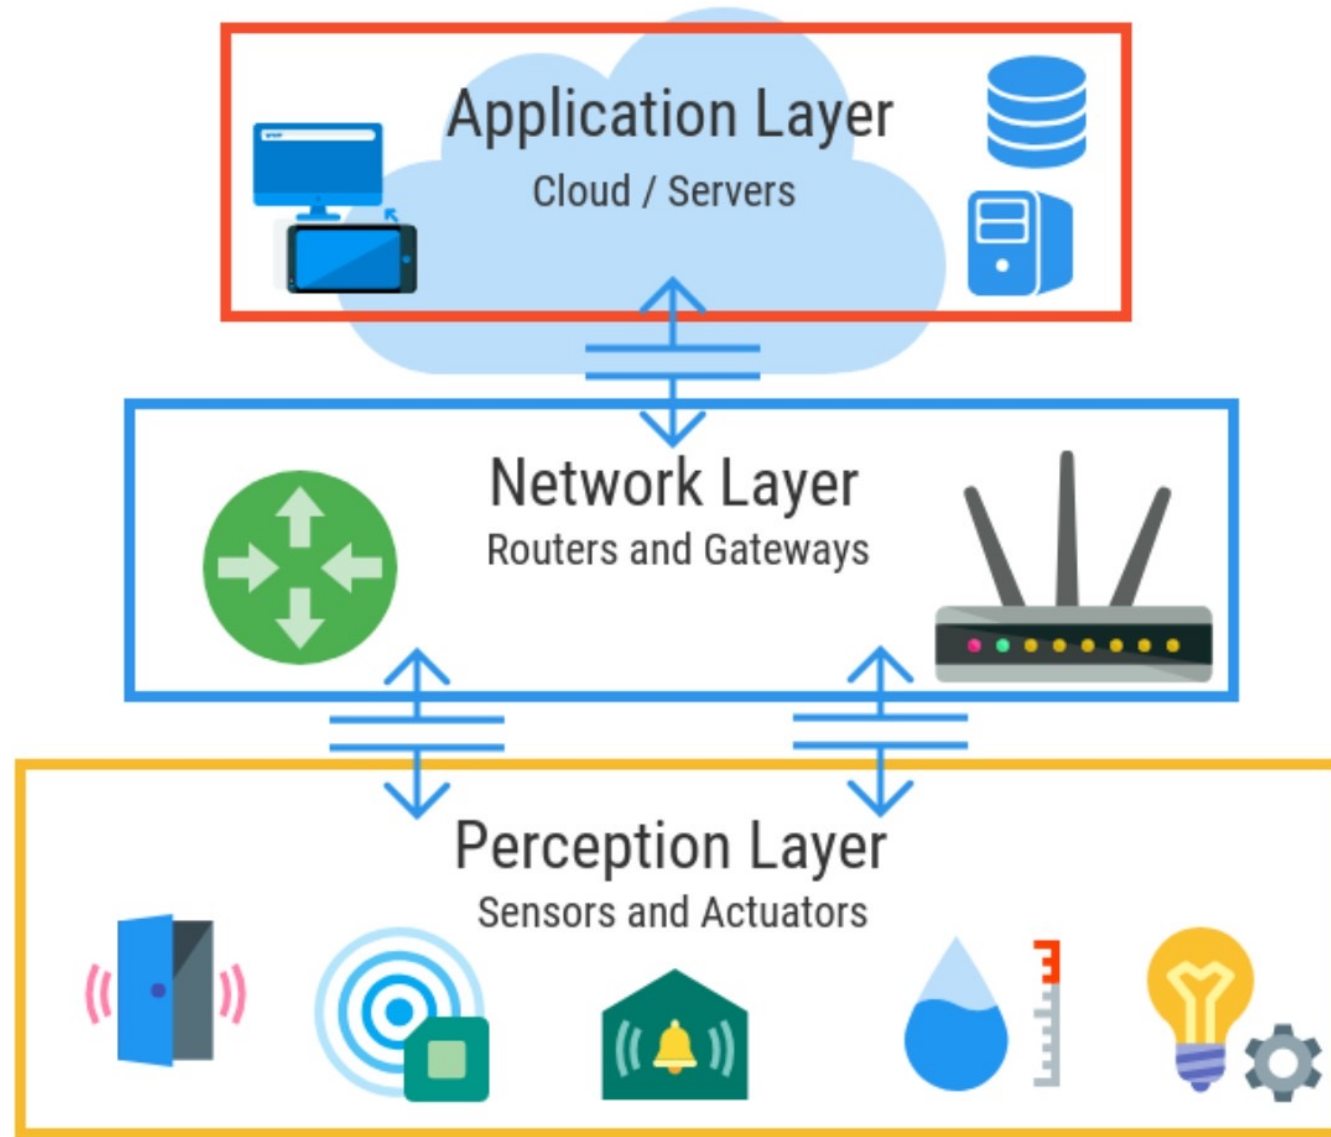 Application Layer
Cloud / Servers
Network Layer
Routers and Gateways
Perception Layer
Sensors and Actuators